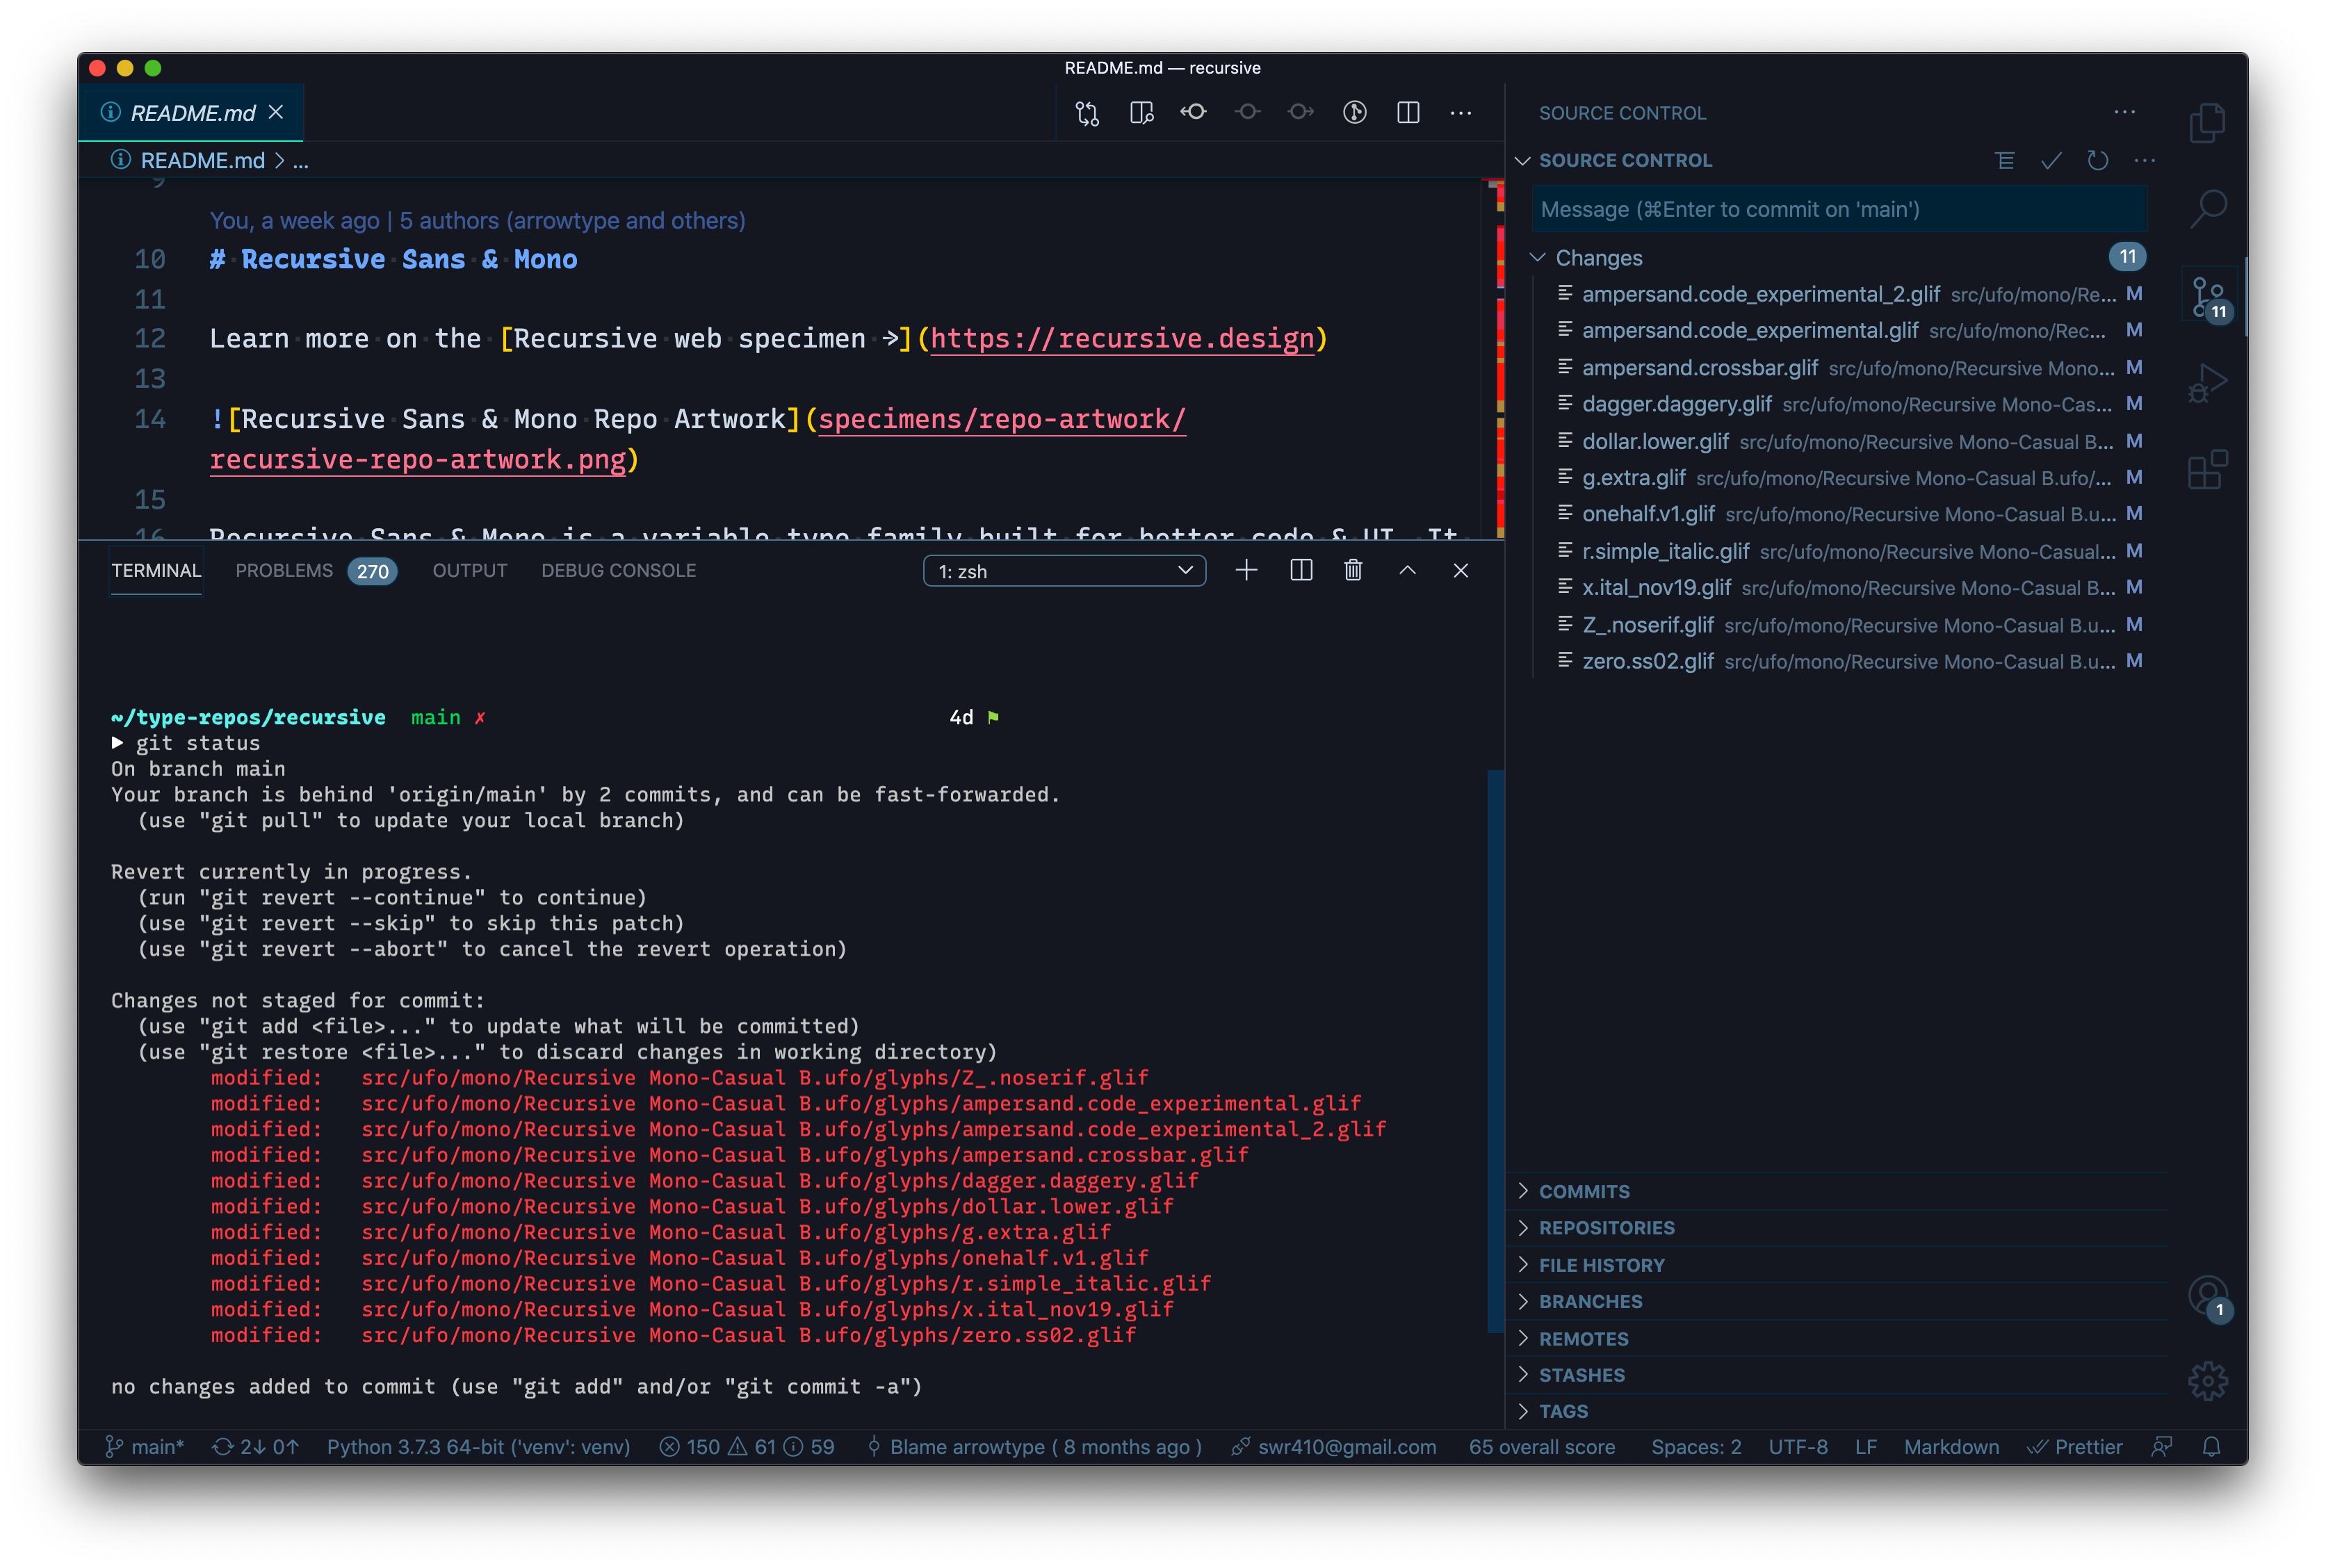 README.md — recursive
README.md
README.md > ...
9
You, a week ago | 5 authors (arrowtype and others)
10 # Recursive Sans & Mono
11
12 Learn more on the [Recursive web specimen →](https://recursive.design)
13
14 ![Recursive Sans & Mono Repo Artwork](specimens/repo-artwork/
recursive-repo-artwork.png)
15
16 Recursive Sans & Mono is a variable type family built for better code & UI. It
TERMINAL PROBLEMS 270 OUTPUT DEBUG CONSOLE 1: zsh
~/type-repos/recursive main ✗ 4d ⚑
▶ git status
On branch main
Your branch is behind 'origin/main' by 2 commits, and can be fast-forwarded.
(use "git pull" to update your local branch)
Revert currently in progress.
(run "git revert --continue" to continue)
(use "git revert --skip" to skip this patch)
(use "git revert --abort" to cancel the revert operation)
Changes not staged for commit:
(use "git add <file>..." to update what will be committed)
(use "git restore <file>..." to discard changes in working directory)
modified: src/ufo/mono/Recursive Mono-Casual B.ufo/glyphs/Z_.noserif.glif
modified: src/ufo/mono/Recursive Mono-Casual B.ufo/glyphs/ampersand.code_experimental.glif
modified: src/ufo/mono/Recursive Mono-Casual B.ufo/glyphs/ampersand.code_experimental_2.glif
modified: src/ufo/mono/Recursive Mono-Casual B.ufo/glyphs/ampersand.crossbar.glif
modified: src/ufo/mono/Recursive Mono-Casual B.ufo/glyphs/dagger.daggery.glif
modified: src/ufo/mono/Recursive Mono-Casual B.ufo/glyphs/dollar.lower.glif
modified: src/ufo/mono/Recursive Mono-Casual B.ufo/glyphs/g.extra.glif
modified: src/ufo/mono/Recursive Mono-Casual B.ufo/glyphs/onehalf.v1.glif
modified: src/ufo/mono/Recursive Mono-Casual B.ufo/glyphs/r.simple_italic.glif
modified: src/ufo/mono/Recursive Mono-Casual B.ufo/glyphs/x.ital_nov19.glif
modified: src/ufo/mono/Recursive Mono-Casual B.ufo/glyphs/zero.ss02.glif
no changes added to commit (use "git add" and/or "git commit -a")
SOURCE CONTROL
SOURCE CONTROL
Message (⌘Enter to commit on 'main')
Changes 11
ampersand.code_experimental_2.glif src/ufo/mono/Re... M
ampersand.code_experimental.glif src/ufo/mono/Rec... M
ampersand.crossbar.glif src/ufo/mono/Recursive Mono... M
dagger.daggery.glif src/ufo/mono/Recursive Mono-Cas... M
dollar.lower.glif src/ufo/mono/Recursive Mono-Casual B... M
g.extra.glif src/ufo/mono/Recursive Mono-Casual B.ufo/... M
onehalf.v1.glif src/ufo/mono/Recursive Mono-Casual B.u... M
r.simple_italic.glif src/ufo/mono/Recursive Mono-Casual... M
x.ital_nov19.glif src/ufo/mono/Recursive Mono-Casual B... M
Z_.noserif.glif src/ufo/mono/Recursive Mono-Casual B.u... M
zero.ss02.glif src/ufo/mono/Recursive Mono-Casual B.u... M
COMMITS
REPOSITORIES
FILE HISTORY
BRANCHES
REMOTES
STASHES
TAGS
11
1
main* 2↓ 0↑ Python 3.7.3 64-bit ('venv': venv) 150 61 59 Blame arrowtype ( 8 months ago ) swr410@gmail.com 65 overall score Spaces: 2 UTF-8 LF Markdown Prettier